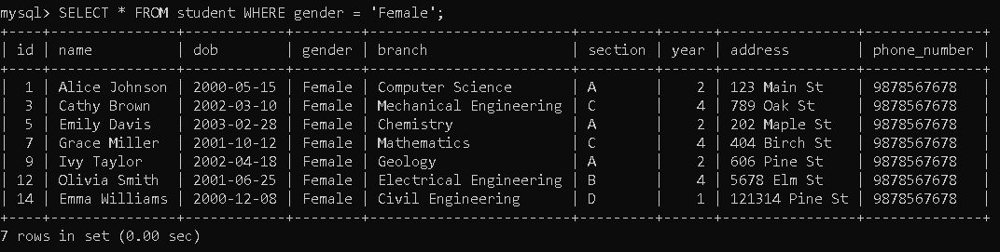 mysql> SELECT * FROM student WHERE gender = 'Female';
+----+---------------+------------+--------+------------------------+---------+------+----------------+--------------+
| id | name          | dob        | gender | branch                 | section | year | address        | phone_number |
+----+---------------+------------+--------+------------------------+---------+------+----------------+--------------+
|  1 | Alice Johnson | 2000-05-15 | Female | Computer Science       | A       |    2 | 123 Main St    | 9878567678   |
|  3 | Cathy Brown   | 2002-03-10 | Female | Mechanical Engineering | C       |    4 | 789 Oak St     | 9878567678   |
|  5 | Emily Davis   | 2003-02-28 | Female | Chemistry              | A       |    2 | 202 Maple St   | 9878567678   |
|  7 | Grace Miller  | 2001-10-12 | Female | Mathematics            | C       |    4 | 404 Birch St   | 9878567678   |
|  9 | Ivy Taylor    | 2002-04-18 | Female | Geology                | A       |    2 | 606 Pine St    | 9878567678   |
| 12 | Olivia Smith  | 2001-06-25 | Female | Electrical Engineering | B       |    4 | 5678 Elm St    | 9878567678   |
| 14 | Emma Williams | 2000-12-08 | Female | Civil Engineering      | D       |    1 | 121314 Pine St | 9878567678   |
+----+---------------+------------+--------+------------------------+---------+------+----------------+--------------+
7 rows in set (0.00 sec)